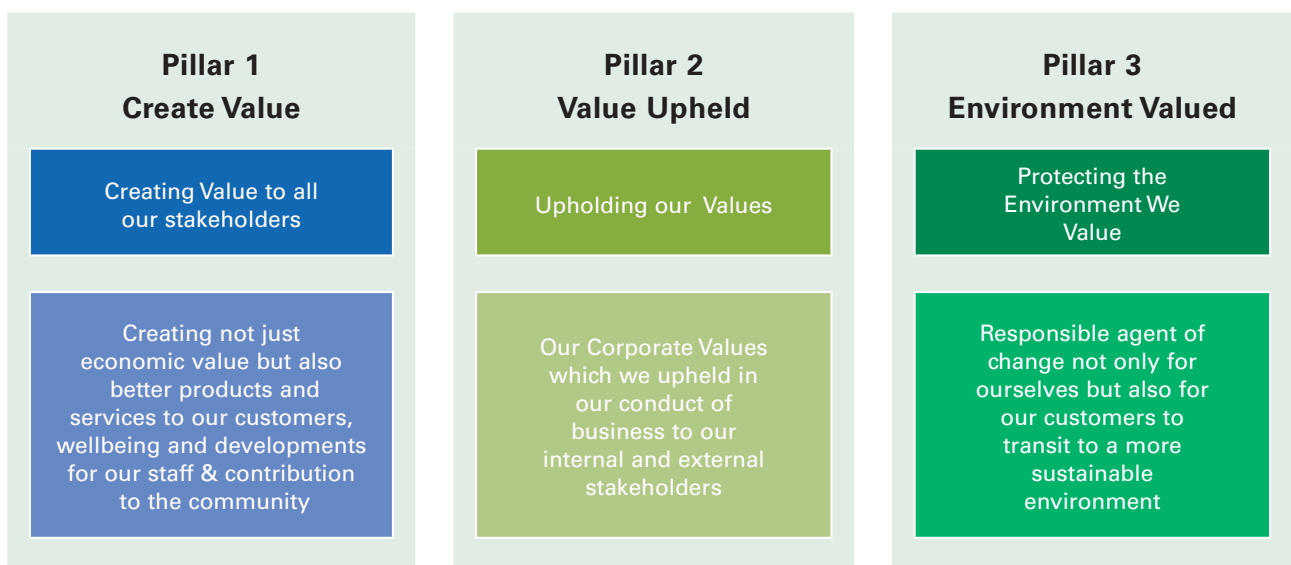 Pillar 1
Create Value
Creating Value to all
our stakeholders
Creating not just
economic value but also
better products and
services to our customers,
wellbeing and developments
for our staff & contribution
to the community
Pillar 2
Value Upheld
Upholding our Values
Our Corporate Values
which we upheld in
our conduct of
business to our
internal and external
stakeholders
Pillar 3
Environment Valued
Protecting the
Environment We
Value
Responsible agent of
change not only for
ourselves but also for
our customers to
transit to a more
sustainable
environment